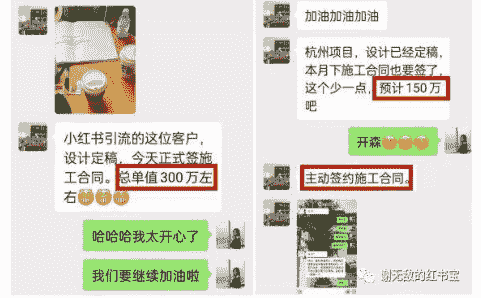 小红书引流的这位客户，
设计定稿，今天正式签施
工合同。总单值300万左
右
哈哈哈我太开心了
我们要继续加油啦
加油加油加油
杭州项目，设计已经定稿，
本月下施工合同也要签了，
这个少一点，预计150万
吧
开森
主动签约施工合同。
谢无敌的红书宝